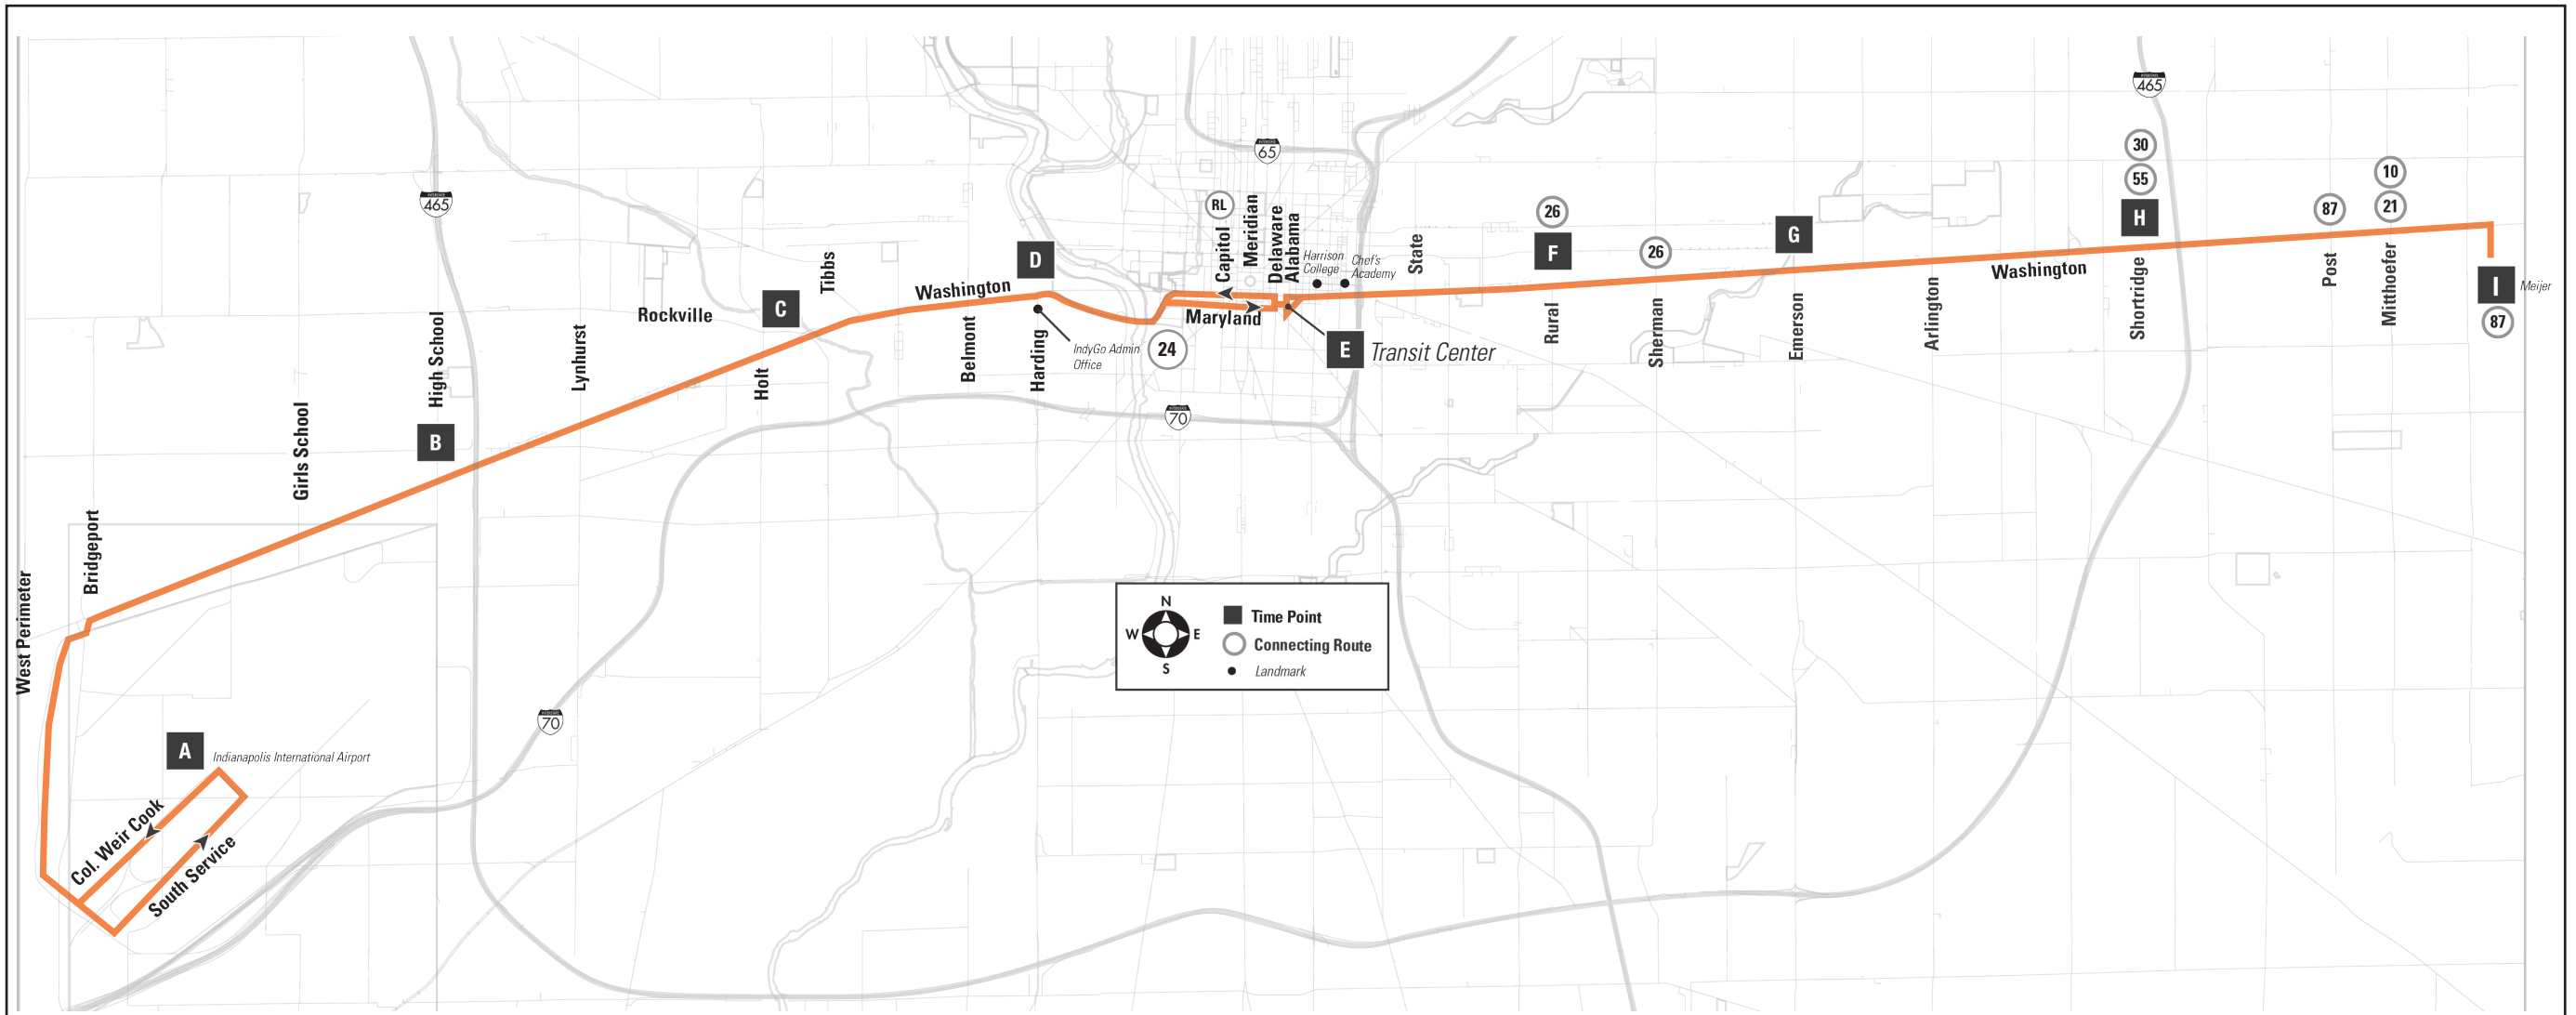 465
30
55
10
21
87
65
465
RL
26
26
Capitol
Meridian
Delaware
Alabama
Harrison
College
Chef's
Academy
State
D
F
G
H
Tibbs
C
Rockville
Washington
Maryland
Washington
I
Meijer
87
High School
Lynhurst
Holt
Belmont
Harding
IndyGo Admin
Office
24
E
Transit Center
Rural
Sherman
Emerson
Arlington
Shortridge
Post
Mitthoefer
B
Girls School
70
Bridgeport
West Perimeter
N
W
E
S
Time Point
Connecting Route
Landmark
70
A
Indianapolis International Airport
Col. Weir Cook
South Service